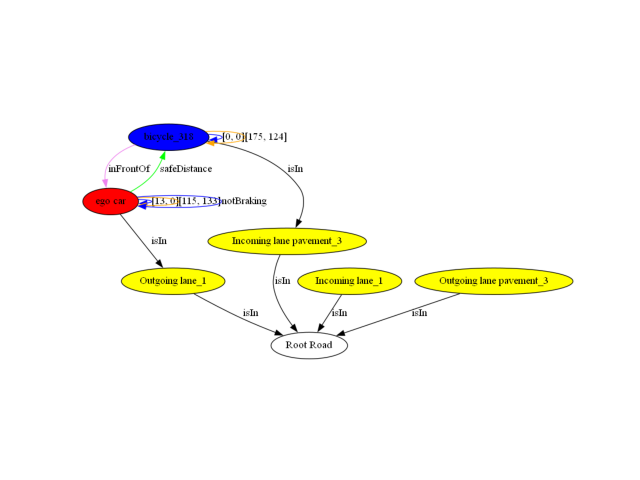 [0, 0] [175, 124]
inFrontOf
safeDistance
isIn
ego car
[13, 0] [115, 133] notBraking
isIn
Incoming lane pavement_3
Outgoing lane_1
isIn
Incoming lane_1
Outgoing lane pavement_3
isIn
isIn
isIn
Root Road